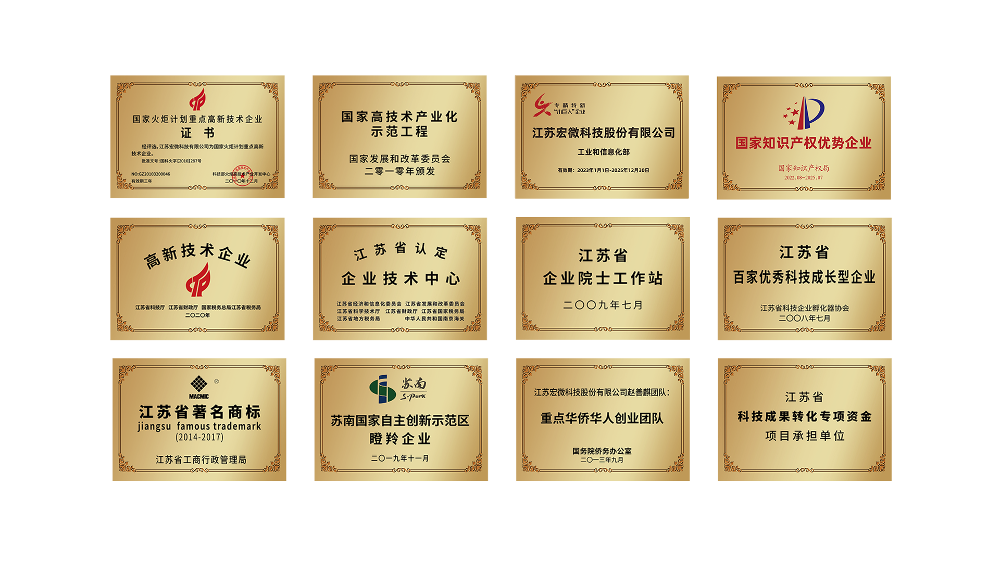 国家火炬计划重点高新技术企业
证 书
经评选,江苏宏微科技有限公司为国家火炬计划重点高新
技术企业。
批准文号:国科火字【2010】287号
NO:GZ20103200046
科技部火炬高技术产业开发中心
有效期三年
二〇一〇年十二月
国家高技术产业化
示范工程
国家发展和改革委员会
二零一零年颁发
专精特新
“小巨人”企业
江苏宏微科技股份有限公司
工业和信息化部
有效期：2023年1月1日-2025年12月30日
国家知识产权优势企业
国家知识产权局
2022.08-2025.07
高新技术企业
江苏省科技厅 江苏省财政厅 国家税务总局江苏省税务局
二〇二〇年
江苏省认定
企业技术中心
江苏省经济和信息化委员会 江苏省发展和改革委员会
江苏省科学技术厅 江苏省财政厅 江苏省国家税务局
江苏省地方税务局 中华人民共和国南京海关
江苏省
企业院士工作站
二〇〇九年七月
江苏省
百家优秀科技成长型企业
江苏省科技企业孵化器协会
二〇〇八年七月
®
MACMIC
江苏省著名商标
jiangsu famous trademark
(2014-2017)
江苏省工商行政管理局
苏南
S-Park
苏南国家自主创新示范区
瞪羚企业
二〇一九年十一月
江苏宏微科技股份有限公司赵善麒团队：
重点华侨华人创业团队
国务院侨务办公室
二〇一三年九月
江苏省
科技成果转化专项资金
项目承担单位